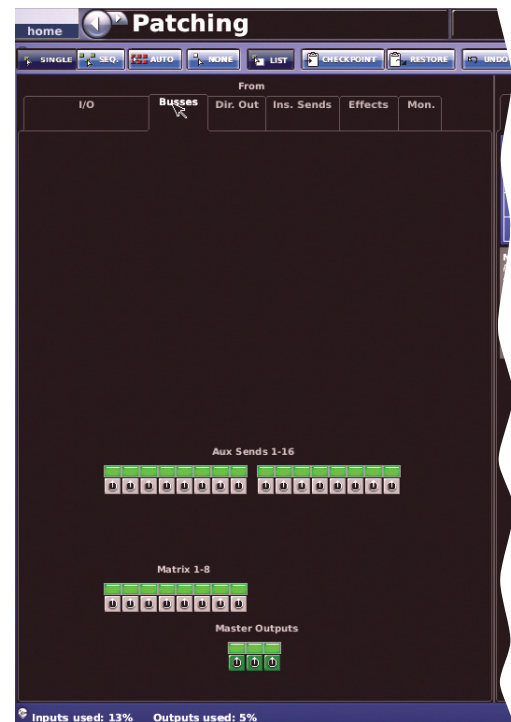 home Patching
SINGLE SEQ. AUTO NONE LIST CHECKPOINT RESTORE UNDO
From
I/O Busses Dir. Out Ins. Sends Effects Mon.
Aux Sends 1-16
Matrix 1-8
Master Outputs
Inputs used: 13% Outputs used: 5%